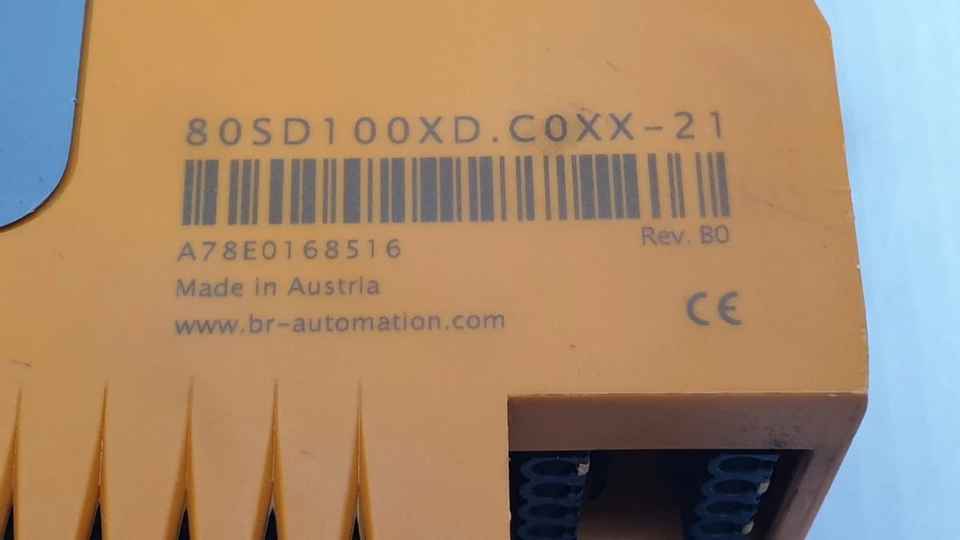 80SD100XD.C0XX-21
A78E0168516
Rev. B0
Made in Austria
www.br-automation.com
CE